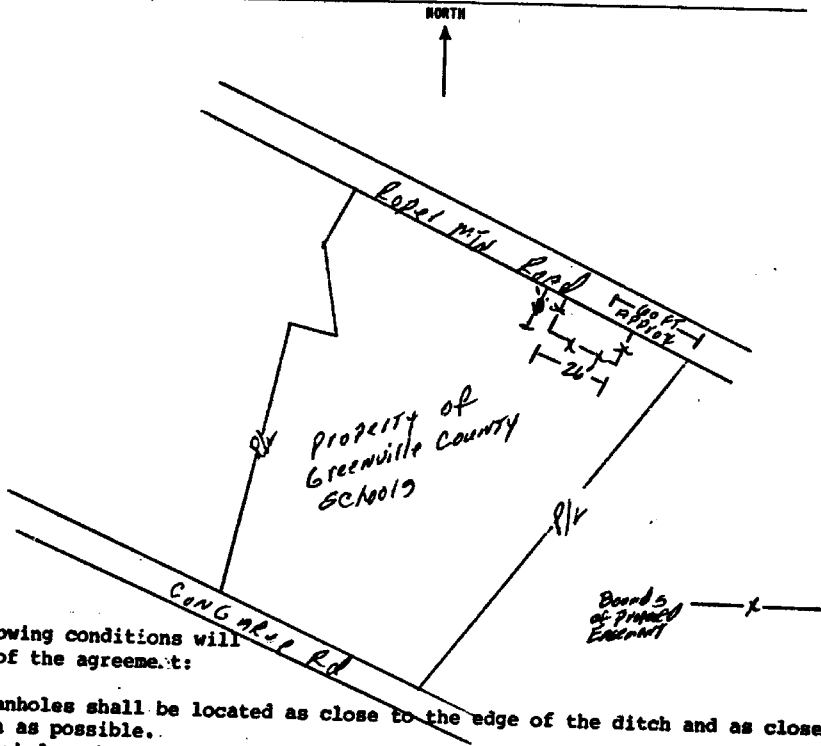 NORTH
Roper MTN Road
60 FT
APPROX
26
Property of
Greenville County
Schools
P/L
P/L
CONGAREE Rd
Bounds
of Proposed
Easement
x
owing conditions will
of the agreement:
anholes shall be located as close to the edge of the ditch and as close
as possible.